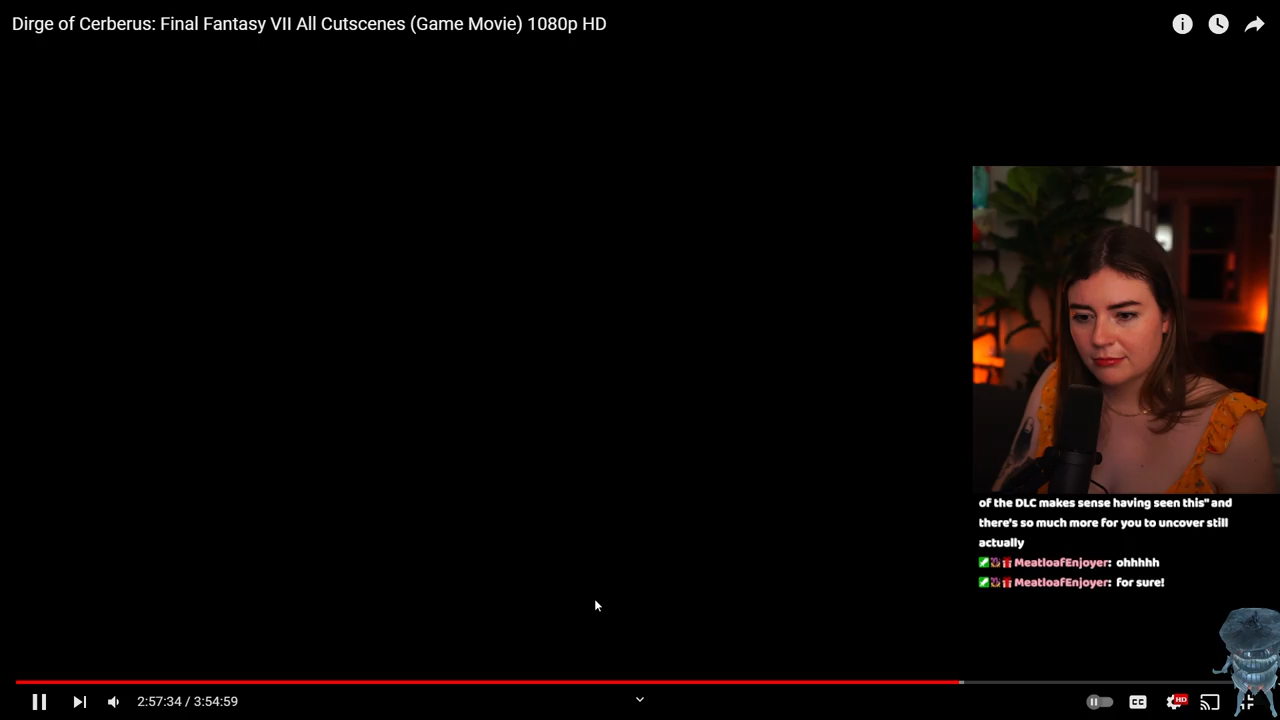 Dirge of Cerberus: Final Fantasy VII All Cutscenes (Game Movie) 1080p HD
of the DLC makes sense having seen this" and
there's so much more for you to uncover still
actually
MeatloafEnjoyer: ohhhhh
MeatloafEnjoyer: for sure!
2:57:34 / 3:54:59
CC
HD